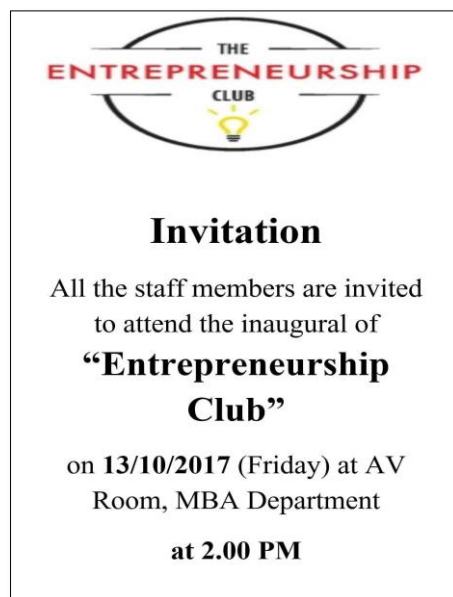 THE
ENTREPRENEURSHIP
CLUB
Invitation
All the staff members are invited
to attend the inaugural of
“Entrepreneurship
Club”
on 13/10/2017 (Friday) at AV
Room, MBA Department
at 2.00 PM